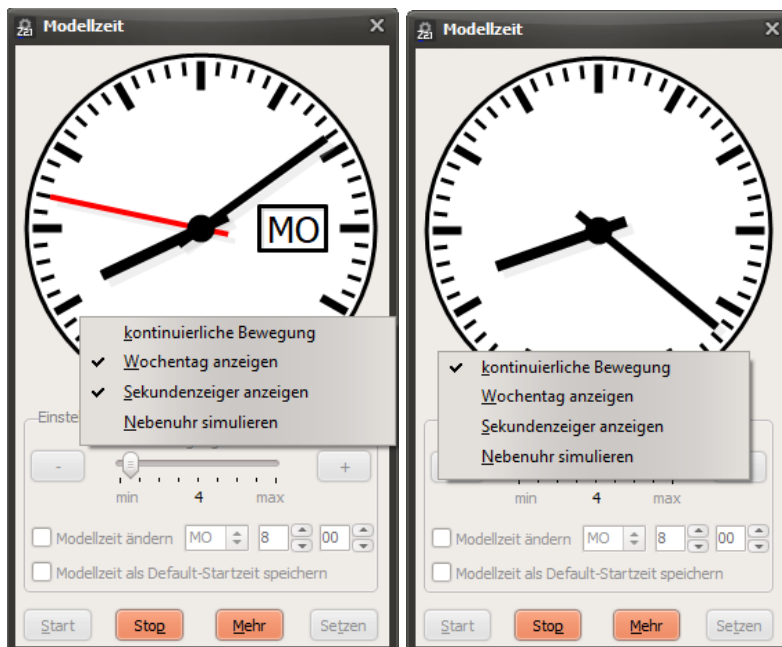 Z21 Modellzeit
MO
kontinuierliche Bewegung
Wochentag anzeigen
Sekundenzeiger anzeigen
Nebenuhr simulieren
Einste
- +
min 4 max
Modellzeit ändern MO 8 00
Modellzeit als Default-Startzeit speichern
Start Stop Mehr Setzen
Z21 Modellzeit
kontinuierliche Bewegung
Wochentag anzeigen
Sekundenzeiger anzeigen
Nebenuhr simulieren
min 4 max
Modellzeit ändern MO 8 00
Modellzeit als Default-Startzeit speichern
Start Stop Mehr Setzen